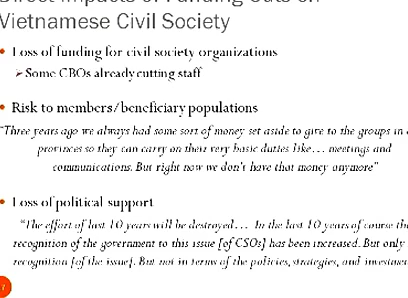 Direct Impacts of Funding Cuts on
Vietnamese Civil Society
• Loss of funding for civil society organizations
➢Some CBOs already cutting staff
• Risk to members/beneficiary populations
“Three years ago we always had some sort of money set aside to give to the groups in
provinces so they can carry on their very basic duties like… meetings and
communications. But right now we don’t have that money anymore”
• Loss of political support
“The effort of last 10 years will be destroyed… In the last 10 years of course the
recognition of the government to this issue [of CSOs] has been increased. But only
recognition [of the issue]. But not in terms of the policies, strategies, and